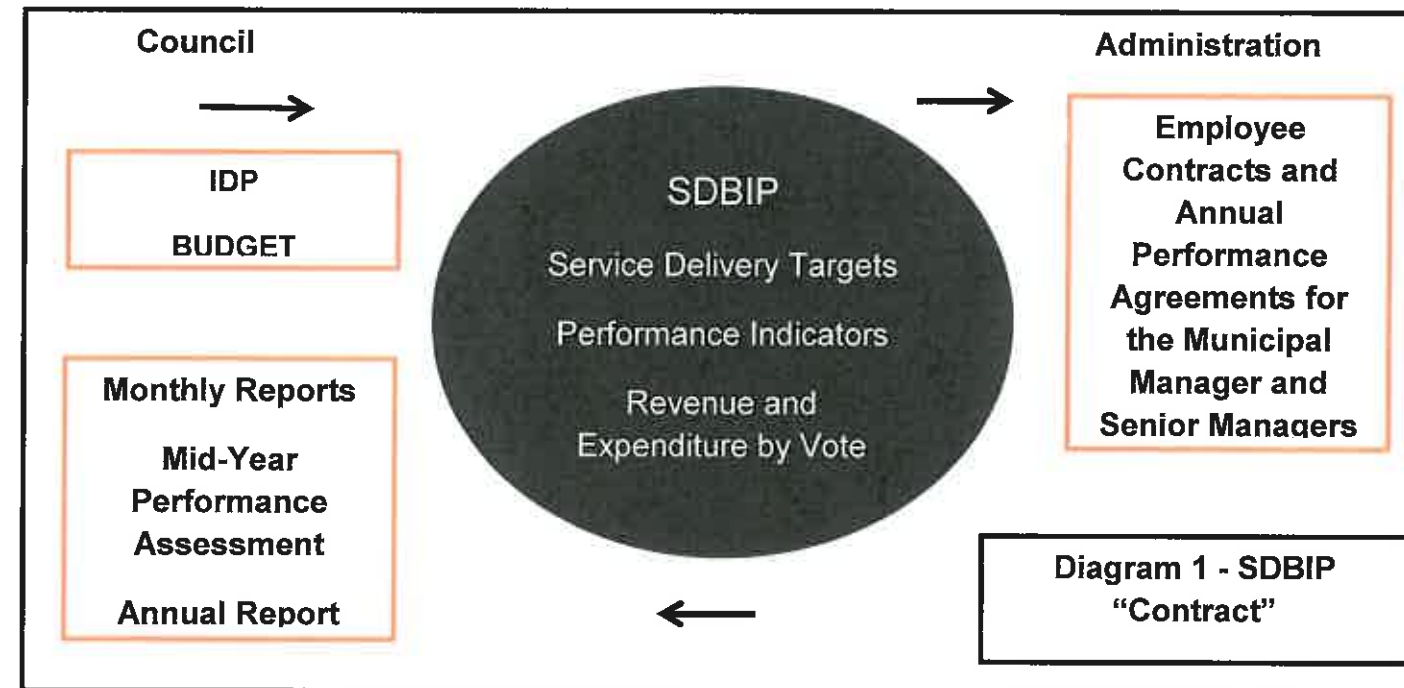 Council
IDP
BUDGET
Monthly Reports
Mid-Year
Performance
Assessment
Annual Report
SDBIP
Service Delivery Targets
Performance Indicators
Revenue and
Expenditure by Vote
Administration
Employee
Contracts and
Annual
Performance
Agreements for
the Municipal
Manager and
Senior Managers
Diagram 1 - SDBIP
“Contract”